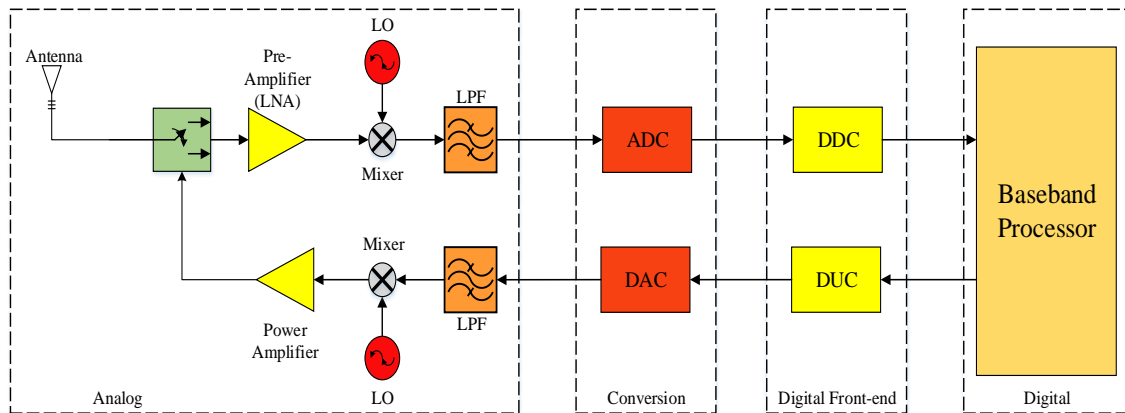 Antenna
Pre-
Amplifier
(LNA)
LO
Mixer
LPF
ADC
DDC
Baseband
Processor
Mixer
Power
Amplifier
LO
LPF
DAC
DUC
Analog
Conversion
Digital Front-end
Digital